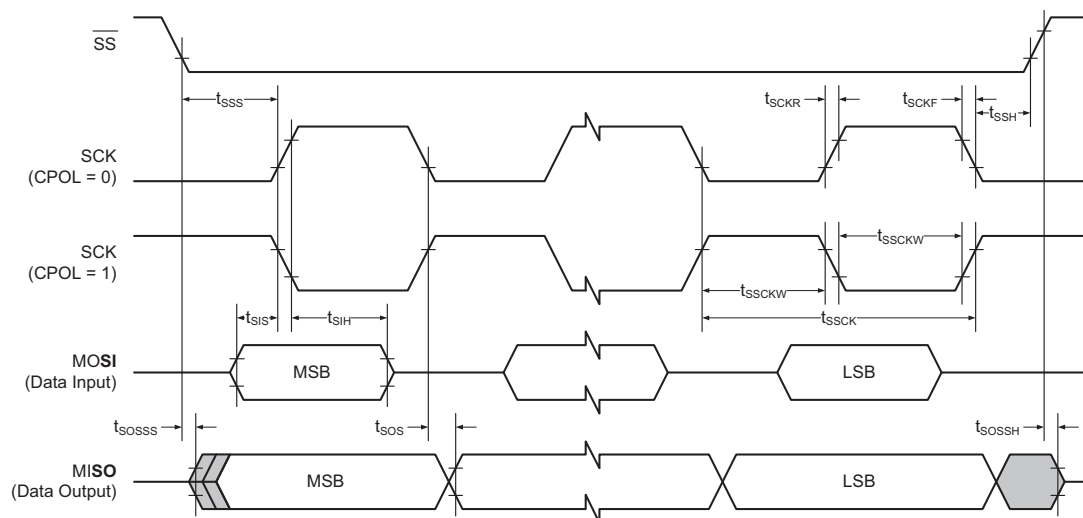 SS
tSSS
tSCKR
tSCKF
tSSH
SCK
(CPOL = 0)
SCK
(CPOL = 1)
tSSCKW
tSSCKW
tSSCK
tSIS
tSIH
MOSI
(Data Input)
MSB
LSB
tSOSSS
tSOS
tSOSSH
MISO
(Data Output)
MSB
LSB